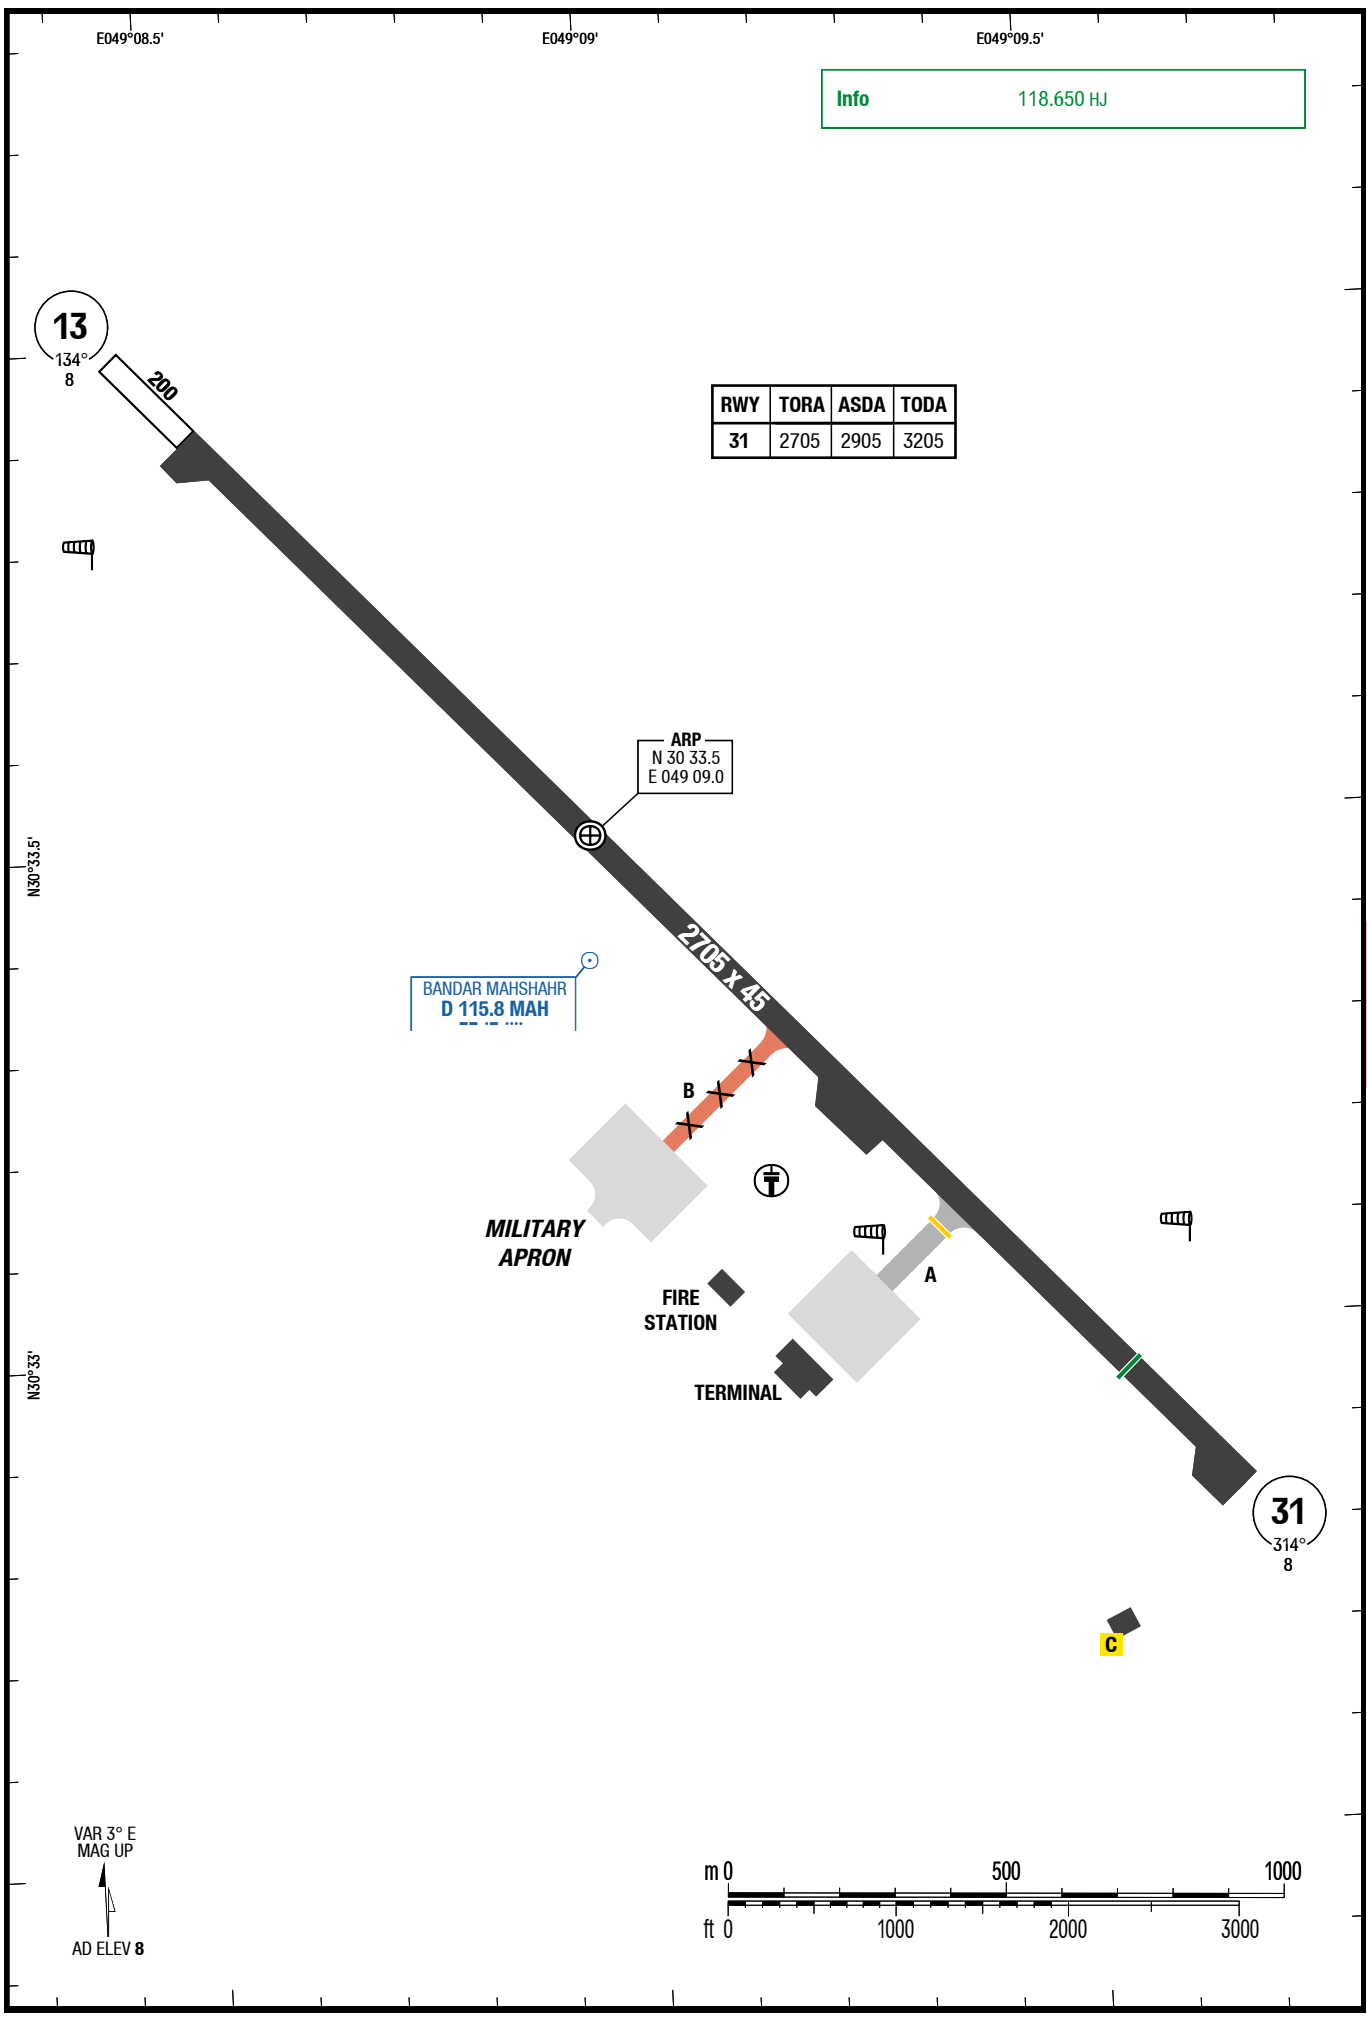 E049°08.5'
E049°09'
E049°09.5'
Info 118.650 HJ
13
134°
8
200
RWY TORA ASDA TODA
31 2705 2905 3205
ARP
N 30 33.5
E 049 09.0
N30°33.5'
2705 x 45
BANDAR MAHSHAHR
D 115.8 MAH
B
MILITARY
APRON
A
FIRE
STATION
TERMINAL
N30°33'
31
314°
8
C
VAR 3° E
MAG UP
AD ELEV 8
m 0 500 1000
ft 0 1000 2000 3000